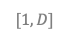 [1, D]